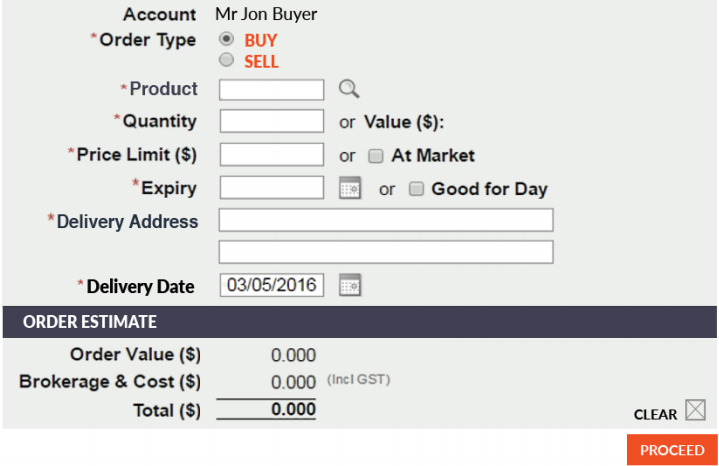 Account Mr Jon Buyer
*Order Type BUY
SELL
*Product
*Quantity or Value ($):
*Price Limit ($) or At Market
*Expiry or Good for Day
*Delivery Address
*Delivery Date 03/05/2016
ORDER ESTIMATE
Order Value ($) 0.000
Brokerage & Cost ($) 0.000 (Incl GST)
Total ($) 0.000
CLEAR
PROCEED